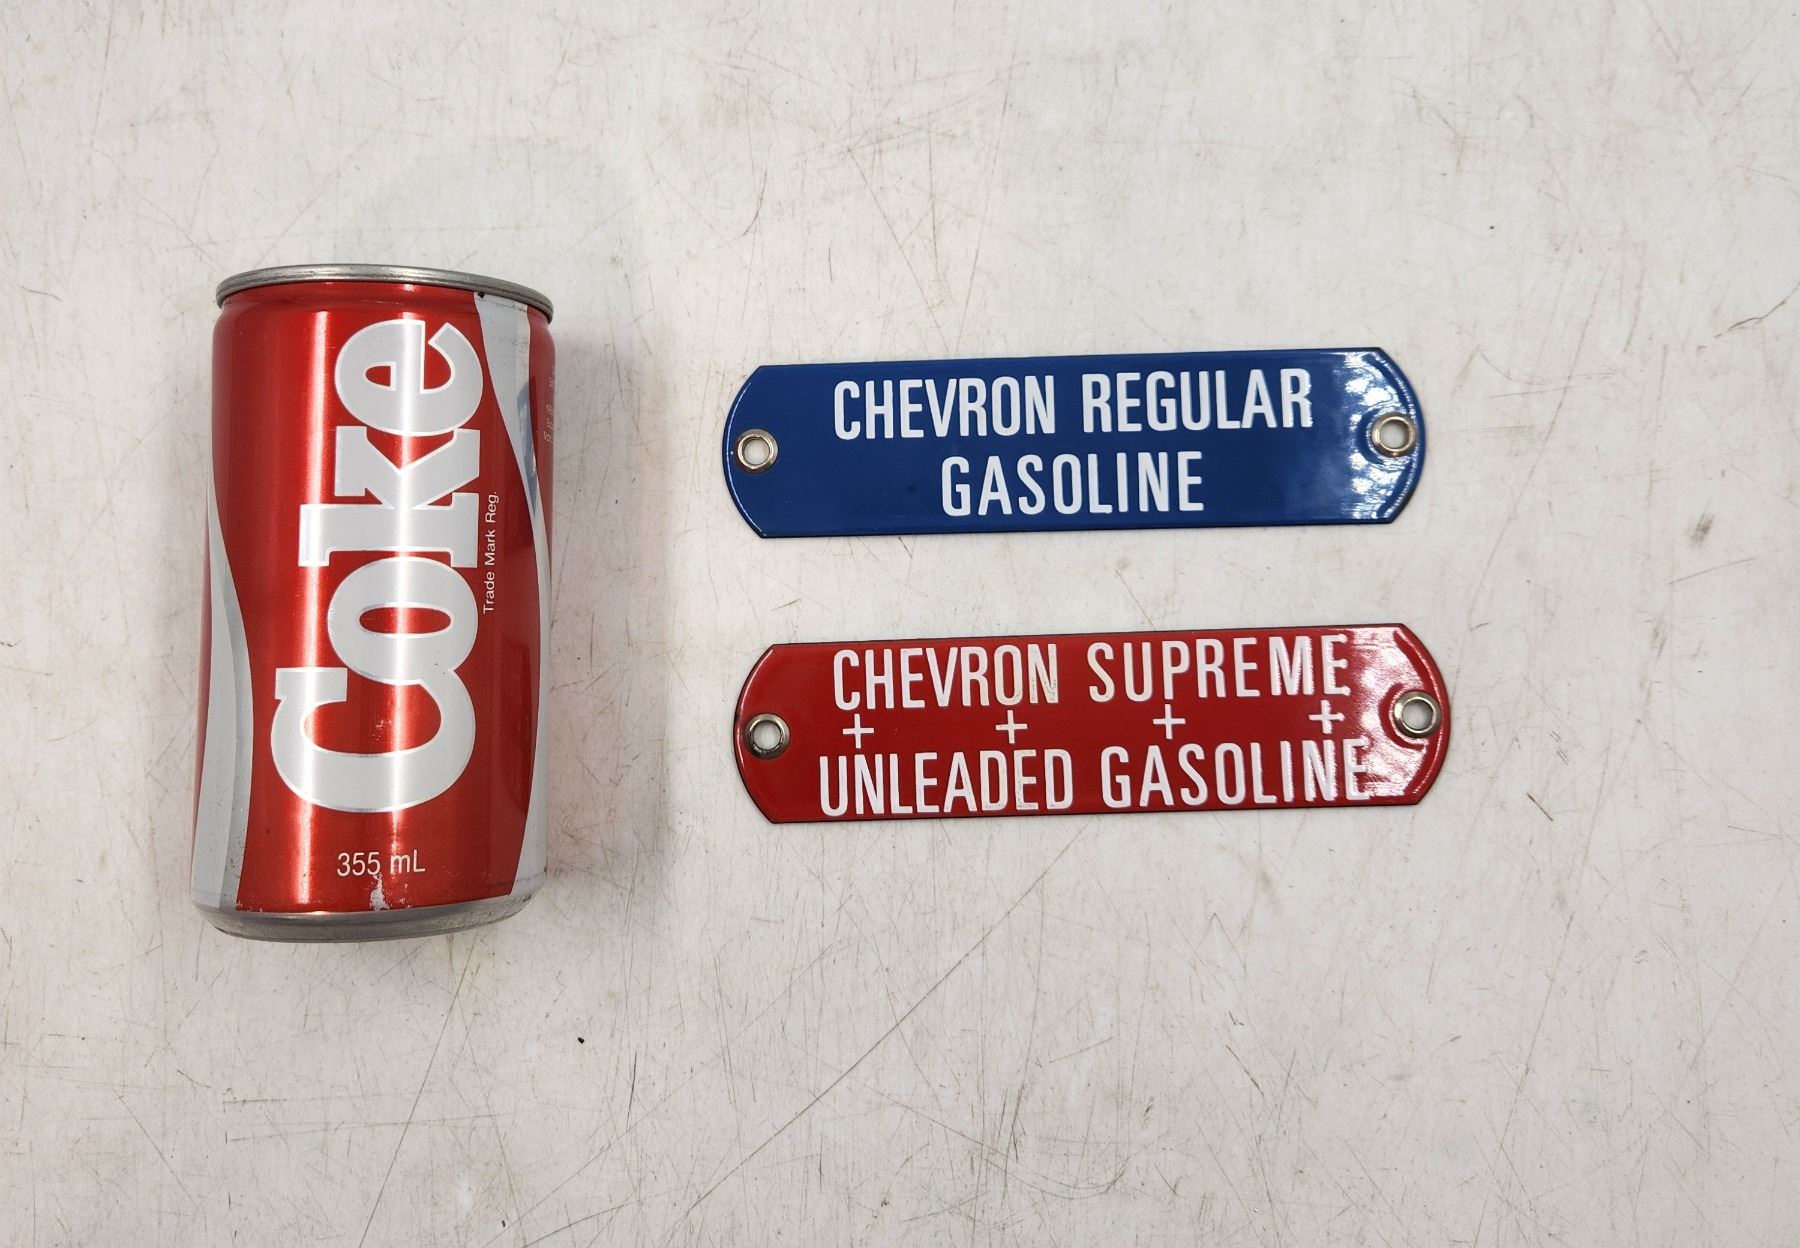 Coke
Trade Mark Reg.
355 mL
CHEVRON REGULAR
GASOLINE
CHEVRON SUPREME
+ + + +
UNLEADED GASOLINE